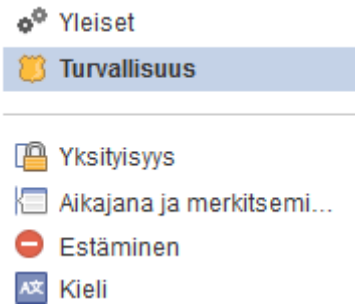 Yleiset
Turvallisuus
Yksityisyys
Aikajana ja merkitsemi...
Estäminen
Kieli